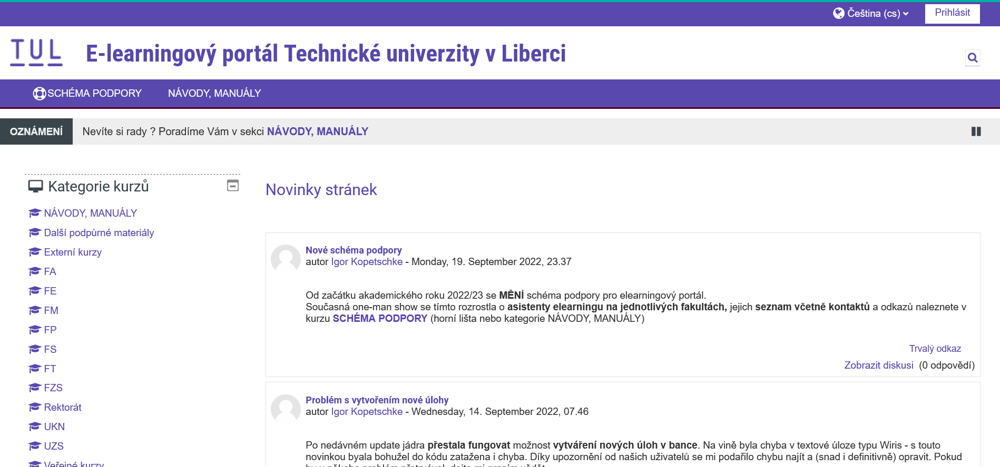 Čeština (cs)
Prihlásit
TUL
E-learningový portál Technické univerzity v Liberci
SCHÉMA PODPORY
NÁVODY, MANUÁLY
OZNÁMENÍ
Nevíte si rady ? Poradíme Vám v sekci NÁVODY, MANUÁLY
Kategorie kurzů
NÁVODY, MANUÁLY
Další podpůrné materiály
Externí kurzy
FA
FE
FM
FP
FS
FT
FZS
Rektorát
UKN
UZS
Veřejné kurzy
Novinky stránek
Nové schéma podpory
autor Igor Kopetschke - Monday, 19. September 2022, 23.37
Od začátku akademického roku 2022/23 se MĚNÍ schéma podpory pro elearningový portál.
Současná one-man show se tímto rozrostla o asistenty elearningu na jednotlivých fakultách, jejich seznam včetně kontaktů a odkazů naleznete v
kurzu SCHÉMA PODPORY (horní lišta nebo kategorie NÁVODY, MANUÁLY)
Trvalý odkaz
Zobrazit diskusi (0 odpovědí)
Problém s vytvořením nové úlohy
autor Igor Kopetschke - Wednesday, 14. September 2022, 07.46
Po nedávném update jádra přestala fungovat možnost vytváření nových úloh v bance. Na vině byla chyba v textové úloze typu Wiris - s touto
novinkou byala bohužel do kódu zatažena i chyba. Díky upozornění od našich uživatelů se mi podařilo chybu najít a (snad i definitivně) opravit. Pokud